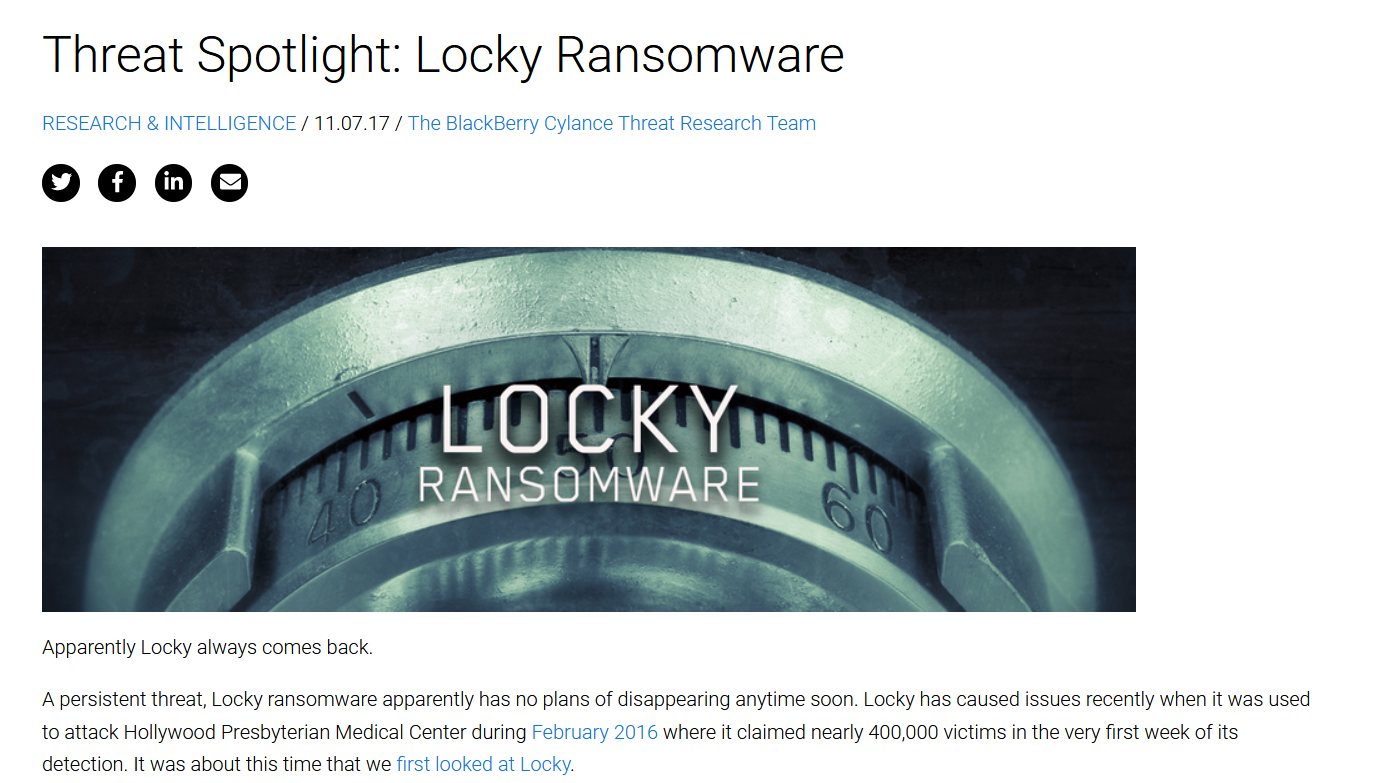 Threat Spotlight: Locky Ransomware
RESEARCH & INTELLIGENCE / 11.07.17 / The BlackBerry Cylance Threat Research Team
in
LOCKY
50
RANSOMWARE
40
60
Apparently Locky always comes back.
A persistent threat, Locky ransomware apparently has no plans of disappearing anytime soon. Locky has caused issues recently when it was used
to attack Hollywood Presbyterian Medical Center during February 2016 where it claimed nearly 400,000 victims in the very first week of its
detection. It was about this time that we first looked at Locky.